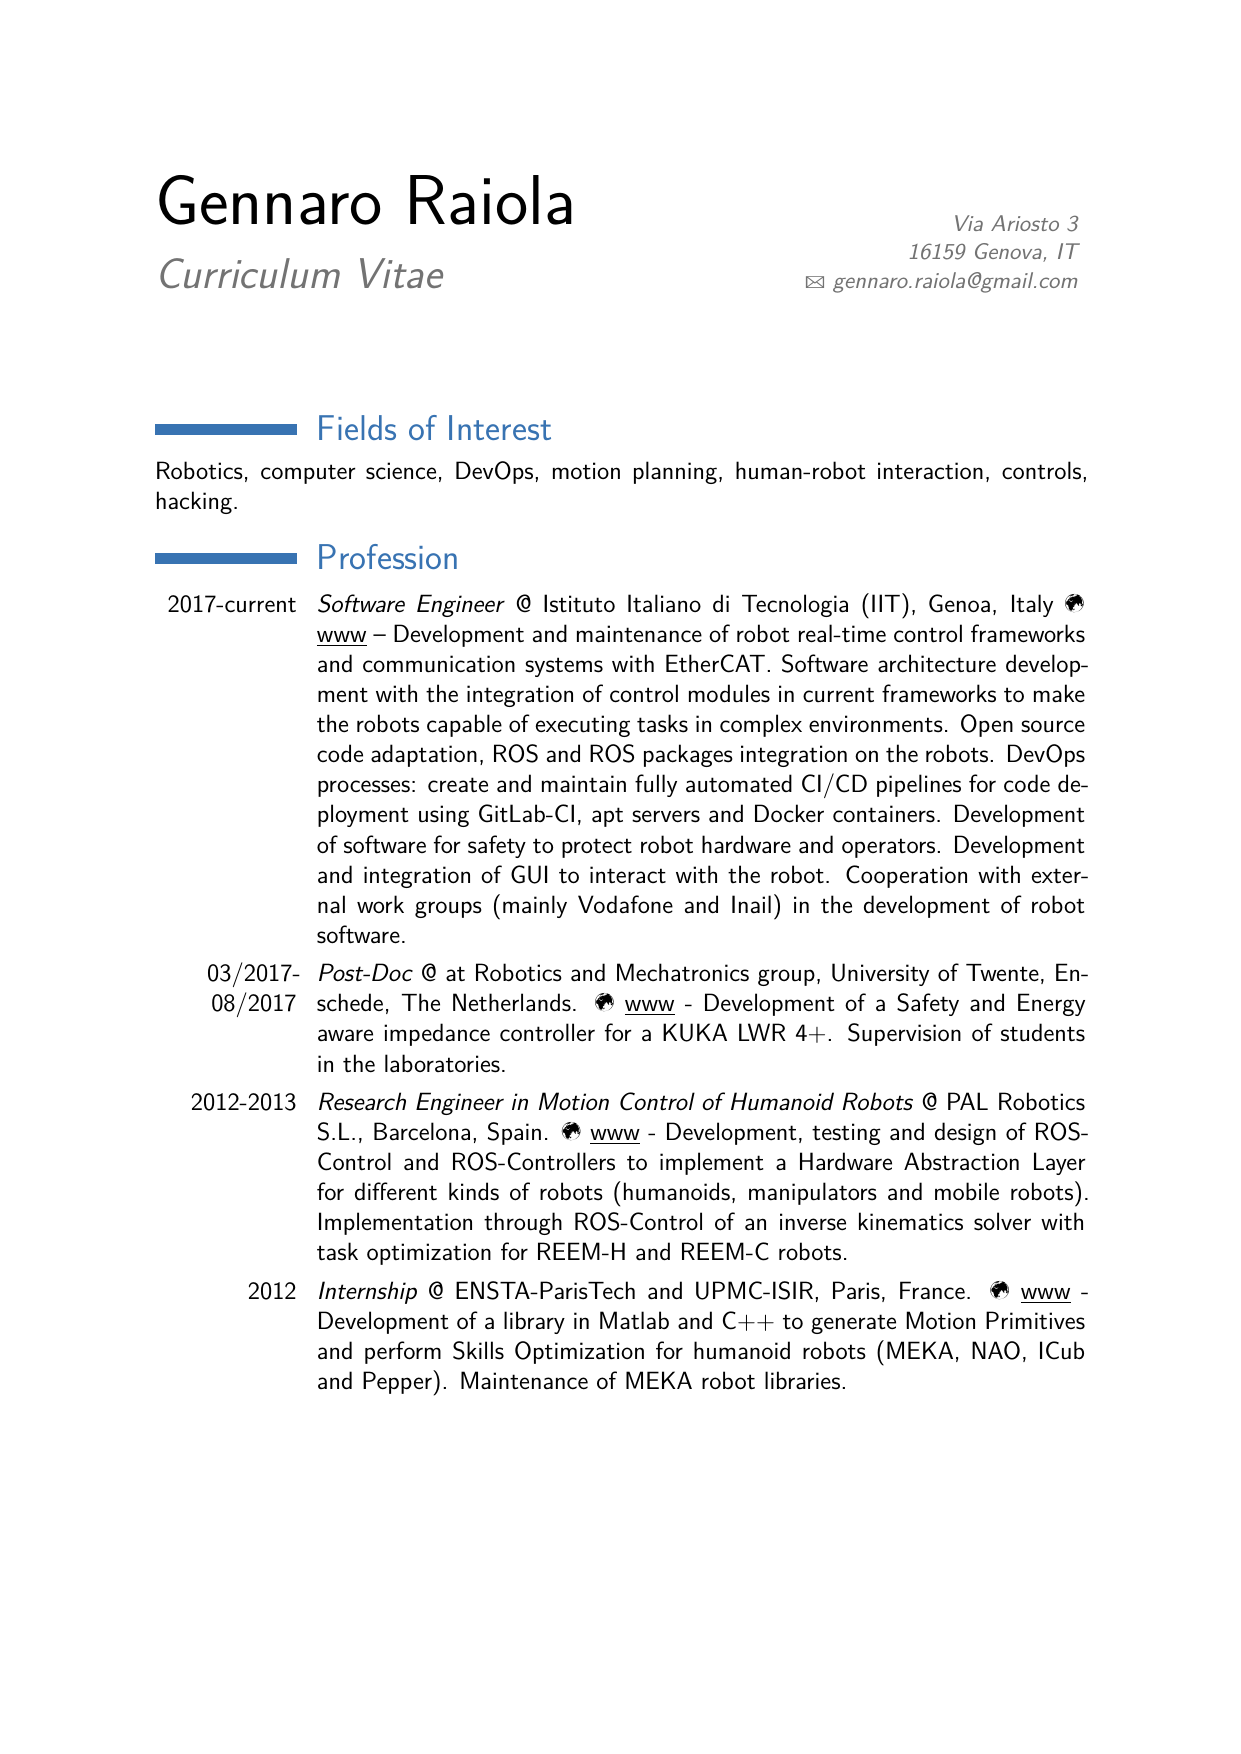 Gennaro Raiola
Curriculum Vitae
Via Ariosto 3
16159 Genova, IT
✉ gennaro.raiola@gmail.com
Fields of Interest
Robotics, computer science, DevOps, motion planning, human-robot interaction, controls,
hacking.
Profession
2017-current Software Engineer @ Istituto Italiano di Tecnologia (IIT), Genoa, Italy
www – Development and maintenance of robot real-time control frameworks
and communication systems with EtherCAT. Software architecture develop-
ment with the integration of control modules in current frameworks to make
the robots capable of executing tasks in complex environments. Open source
code adaptation, ROS and ROS packages integration on the robots. DevOps
processes: create and maintain fully automated CI/CD pipelines for code de-
ployment using GitLab-CI, apt servers and Docker containers. Development
of software for safety to protect robot hardware and operators. Development
and integration of GUI to interact with the robot. Cooperation with exter-
nal work groups (mainly Vodafone and Inail) in the development of robot
software.
03/2017- Post-Doc @ at Robotics and Mechatronics group, University of Twente, En-
08/2017 schede, The Netherlands. www - Development of a Safety and Energy
aware impedance controller for a KUKA LWR 4+. Supervision of students
in the laboratories.
2012-2013 Research Engineer in Motion Control of Humanoid Robots @ PAL Robotics
S.L., Barcelona, Spain. www - Development, testing and design of ROS-
Control and ROS-Controllers to implement a Hardware Abstraction Layer
for different kinds of robots (humanoids, manipulators and mobile robots).
Implementation through ROS-Control of an inverse kinematics solver with
task optimization for REEM-H and REEM-C robots.
2012 Internship @ ENSTA-ParisTech and UPMC-ISIR, Paris, France. www -
Development of a library in Matlab and C++ to generate Motion Primitives
and perform Skills Optimization for humanoid robots (MEKA, NAO, ICub
and Pepper). Maintenance of MEKA robot libraries.